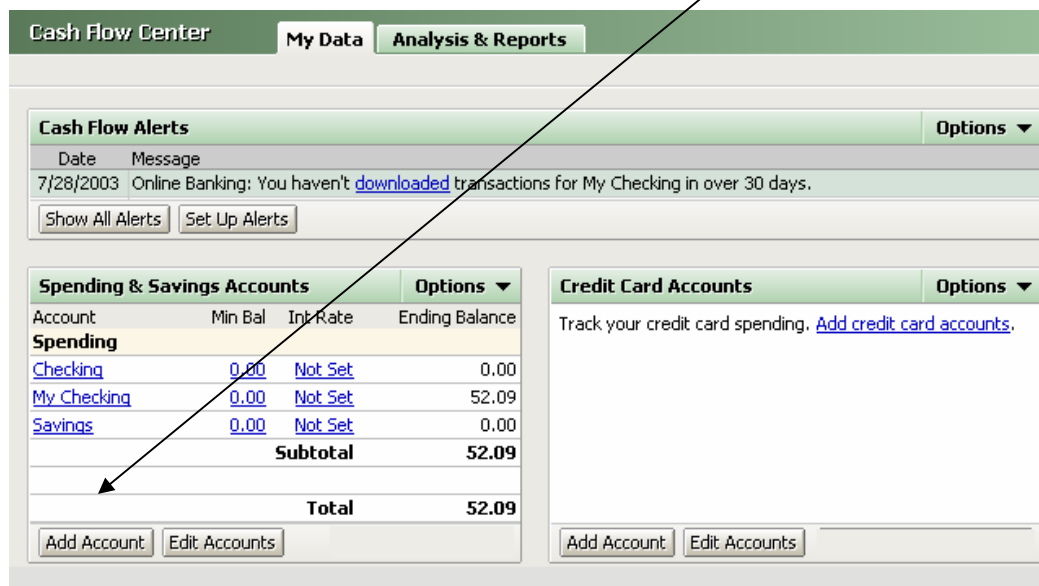 Cash Flow Center My Data Analysis & Reports
Cash Flow Alerts Options
Date Message
7/28/2003 Online Banking: You haven't downloaded transactions for My Checking in over 30 days.
Show All Alerts Set Up Alerts
Spending & Savings Accounts Options
Account Min Bal Int Rate Ending Balance
Spending
Checking 0.00 Not Set 0.00
My Checking 0.00 Not Set 52.09
Savings 0.00 Not Set 0.00
Subtotal 52.09
Total 52.09
Add Account Edit Accounts
Credit Card Accounts Options
Track your credit card spending. Add credit card accounts.
Add Account Edit Accounts